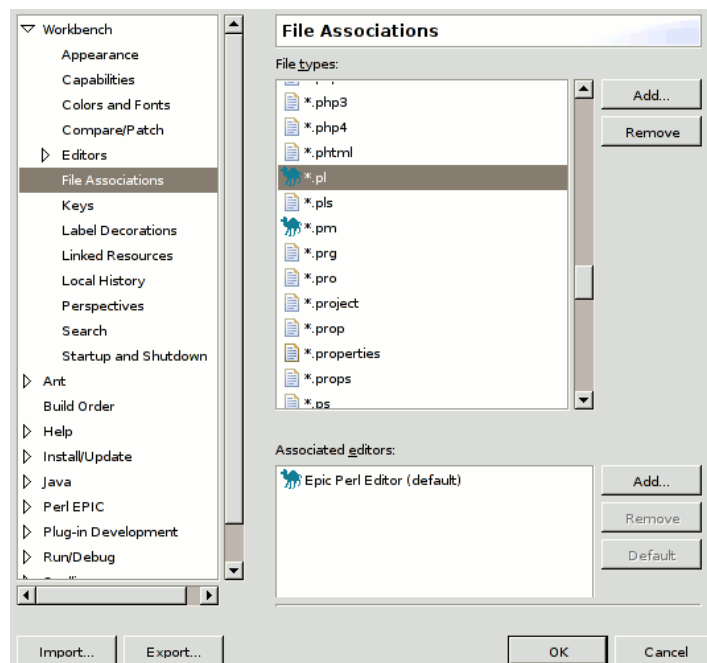 Workbench
Appearance
Capabilities
Colors and Fonts
Compare/Patch
Editors
File Associations
Keys
Label Decorations
Linked Resources
Local History
Perspectives
Search
Startup and Shutdown
Ant
Build Order
Help
Install/Update
Java
Perl EPIC
Plug-in Development
Run/Debug
File Associations
File types:
*.php3
*.php4
*.phtml
*.pl
*.pls
*.pm
*.prg
*.pro
*.project
*.prop
*.properties
*.props
*.ps
Add...
Remove
Associated editors:
Epic Perl Editor (default)
Add...
Remove
Default
Import...
Export...
OK
Cancel